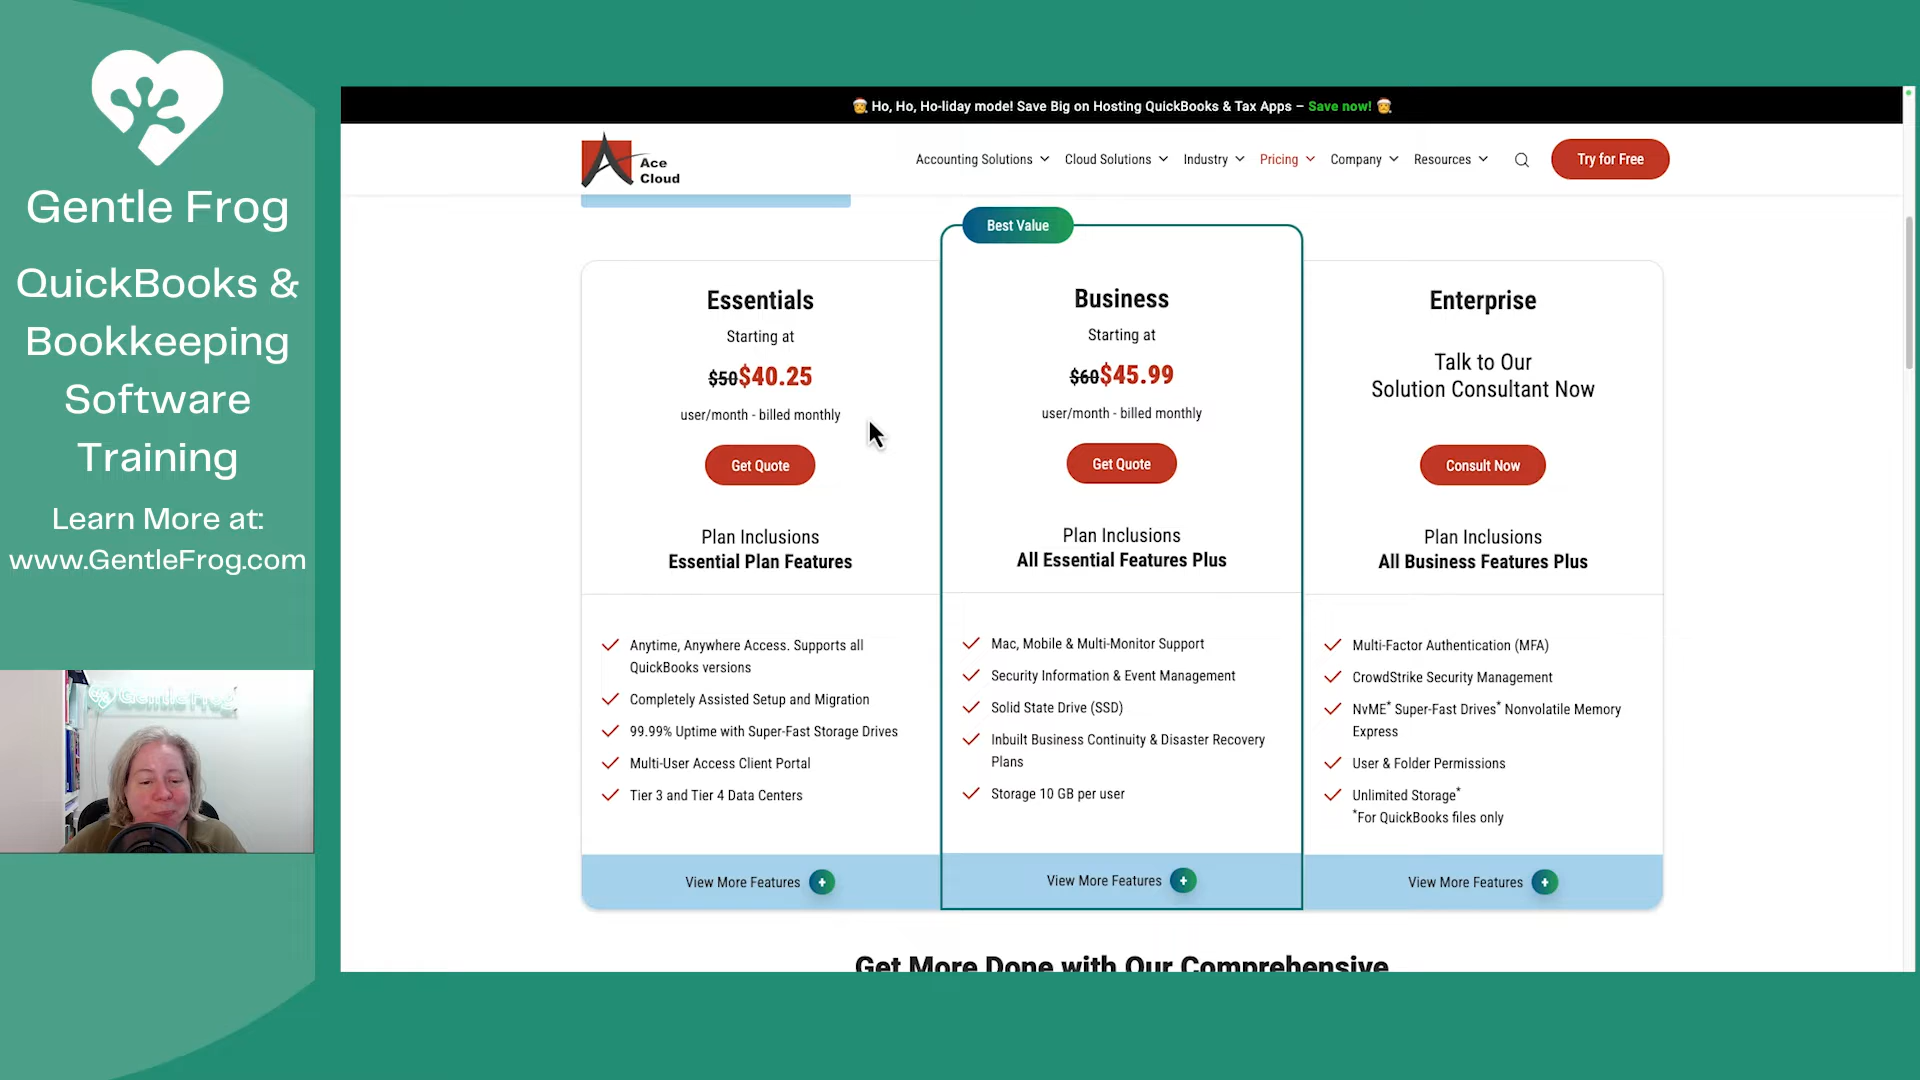 Gentle Frog
QuickBooks &
Bookkeeping
Software
Training
Learn More at:
www.GentleFrog.com
Gentle Frog
Ho, Ho, Ho-liday mode! Save Big on Hosting QuickBooks & Tax Apps – Save now!
Ace
Cloud
Accounting Solutions
Cloud Solutions
Industry
Pricing
Company
Resources
Try for Free
Best Value
Essentials
Starting at
$50 $40.25
user/month - billed monthly
Get Quote
Plan Inclusions
Essential Plan Features
Anytime, Anywhere Access. Supports all
QuickBooks versions
Completely Assisted Setup and Migration
99.99% Uptime with Super-Fast Storage Drives
Multi-User Access Client Portal
Tier 3 and Tier 4 Data Centers
View More Features +
Business
Starting at
$60 $45.99
user/month - billed monthly
Get Quote
Plan Inclusions
All Essential Features Plus
Mac, Mobile & Multi-Monitor Support
Security Information & Event Management
Solid State Drive (SSD)
Inbuilt Business Continuity & Disaster Recovery
Plans
Storage 10 GB per user
View More Features +
Enterprise
Talk to Our
Solution Consultant Now
Consult Now
Plan Inclusions
All Business Features Plus
Multi-Factor Authentication (MFA)
CrowdStrike Security Management
NvME* Super-Fast Drives* Nonvolatile Memory
Express
User & Folder Permissions
Unlimited Storage*
*For QuickBooks files only
View More Features +
Get More Done with Our Comprehensive